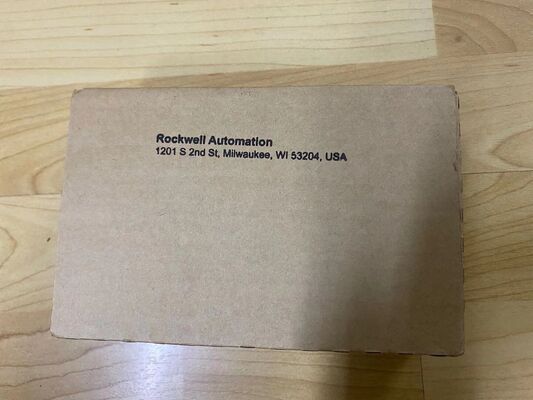 Rockwell Automation
1201 S 2nd St, Milwaukee, WI 53204, USA